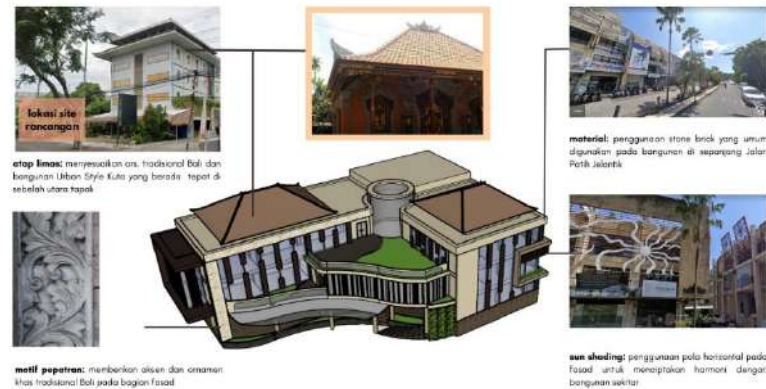 lokasi site
rancangan
atap limas: menyesuaikan ars. tradisional Bali dan
bangunan Urban Style Kuta yang berada tepat di
sebelah utara tapak
material: penggunaan stone brick yang umum
digunakan pada bangunan di sepanjang Jalan
Patih Jelantik
motif pepatran: memberikan aksen dan ornamen
khas tradisional Bali pada bagian fasad
sun shading: penggunaan pola horizontal pada
fasad untuk menciptakan harmoni dengan
bangunan sekitar